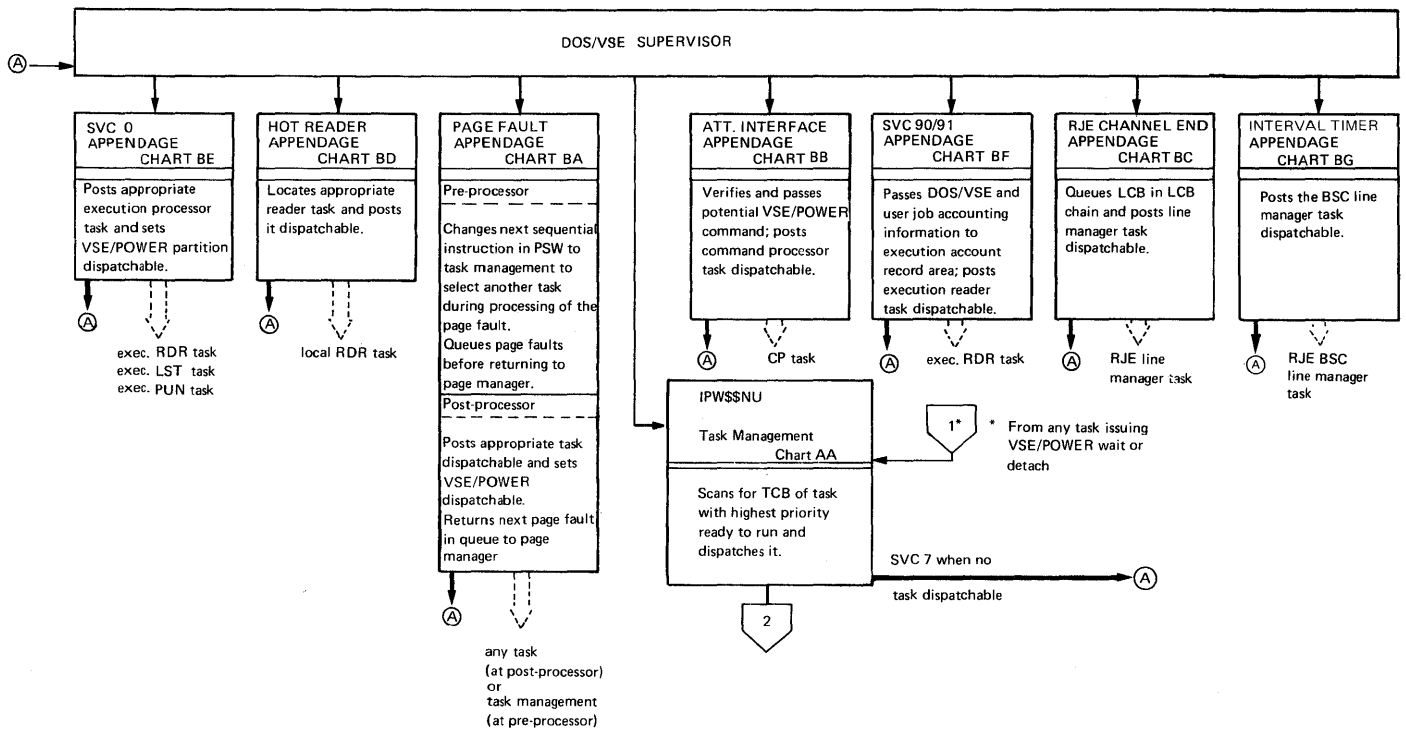 DOS/VSE SUPERVISOR
A
SVC 0
APPENDAGE
CHART BE
Posts appropriate
execution processor
task and sets
VSE/POWER partition
dispatchable.
A
exec. RDR task
exec. LST task
exec. PUN task
HOT READER
APPENDAGE
CHART BD
Locates appropriate
reader task and posts
it dispatchable.
A
local RDR task
PAGE FAULT
APPENDAGE
CHART BA
Pre-processor
Changes next sequential
instruction in PSW to
task management to
select another task
during processing of the
page fault.
Queues page faults
before returning to
page manager.
Post-processor
Posts appropriate task
dispatchable and sets
VSE/POWER
dispatchable.
Returns next page fault
in queue to page
manager
A
any task
(at post-processor)
or
task management
(at pre-processor)
ATT. INTERFACE
APPENDAGE
CHART BB
Verifies and passes
potential VSE/POWER
command; posts
command processor
task dispatchable.
A
CP task
SVC 90/91
APPENDAGE
CHART BF
Passes DOS/VSE and
user job accounting
information to
execution account
record area; posts
execution reader
task dispatchable.
A
exec. RDR task
RJE CHANNEL END
APPENDAGE
CHART BC
Queues LCB in LCB
chain and posts line
manager task
dispatchable.
A
RJE line
manager task
INTERVAL TIMER
APPENDAGE
CHART BG
Posts the BSC line
manager task
dispatchable.
A
RJE BSC
line manager
task
IPW$$NU
Task Management
Chart AA
Scans for TCB of task
with highest priority
ready to run and
dispatches it.
1*
* From any task issuing
VSE/POWER wait or
detach
SVC 7 when no
task dispatchable
A
2